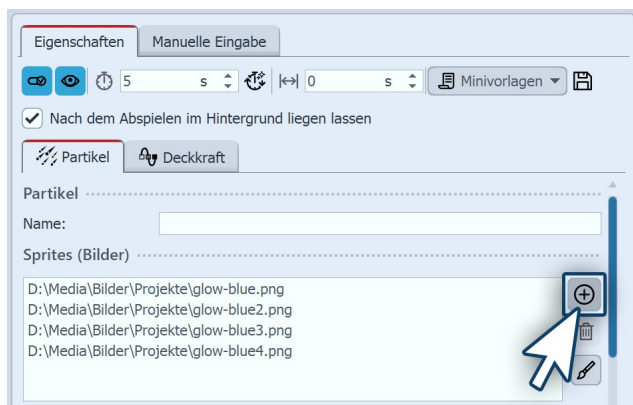 Eigenschaften Manuelle Eingabe
5 s 0 s Minivorlagen
Nach dem Abspielen im Hintergrund liegen lassen
Partikel Deckkraft
Partikel
Name:
Sprites (Bilder)
D:\Media\Bilder\Projekte\glow-blue.png
D:\Media\Bilder\Projekte\glow-blue2.png
D:\Media\Bilder\Projekte\glow-blue3.png
D:\Media\Bilder\Projekte\glow-blue4.png